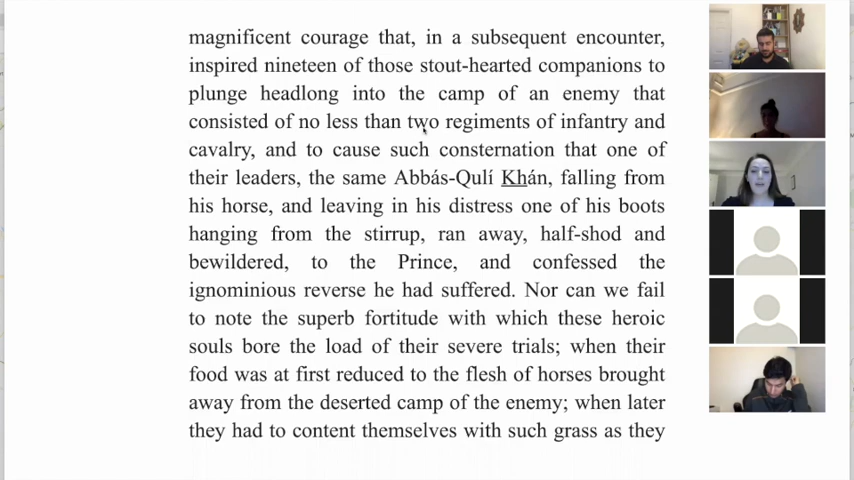 magnificent courage that, in a subsequent encounter,
inspired nineteen of those stout-hearted companions to
plunge headlong into the camp of an enemy that
consisted of no less than two regiments of infantry and
cavalry, and to cause such consternation that one of
their leaders, the same Abbás-Qulí Khán, falling from
his horse, and leaving in his distress one of his boots
hanging from the stirrup, ran away, half-shod and
bewildered, to the Prince, and confessed the
ignominious reverse he had suffered. Nor can we fail
to note the superb fortitude with which these heroic
souls bore the load of their severe trials; when their
food was at first reduced to the flesh of horses brought
away from the deserted camp of the enemy; when later
they had to content themselves with such grass as they